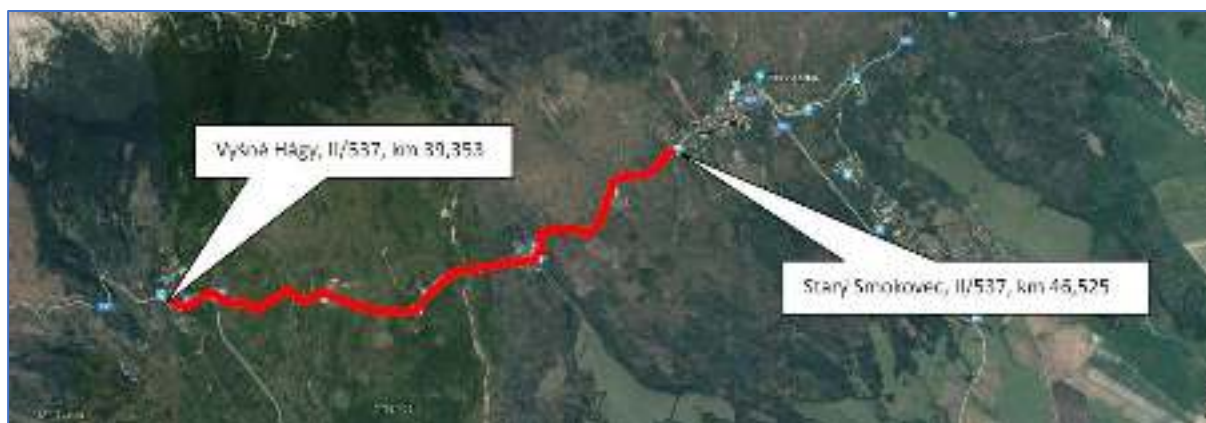 Vyšné Hágy, II/537, km 39,353
Starý Smokovec, II/537, km 46,525